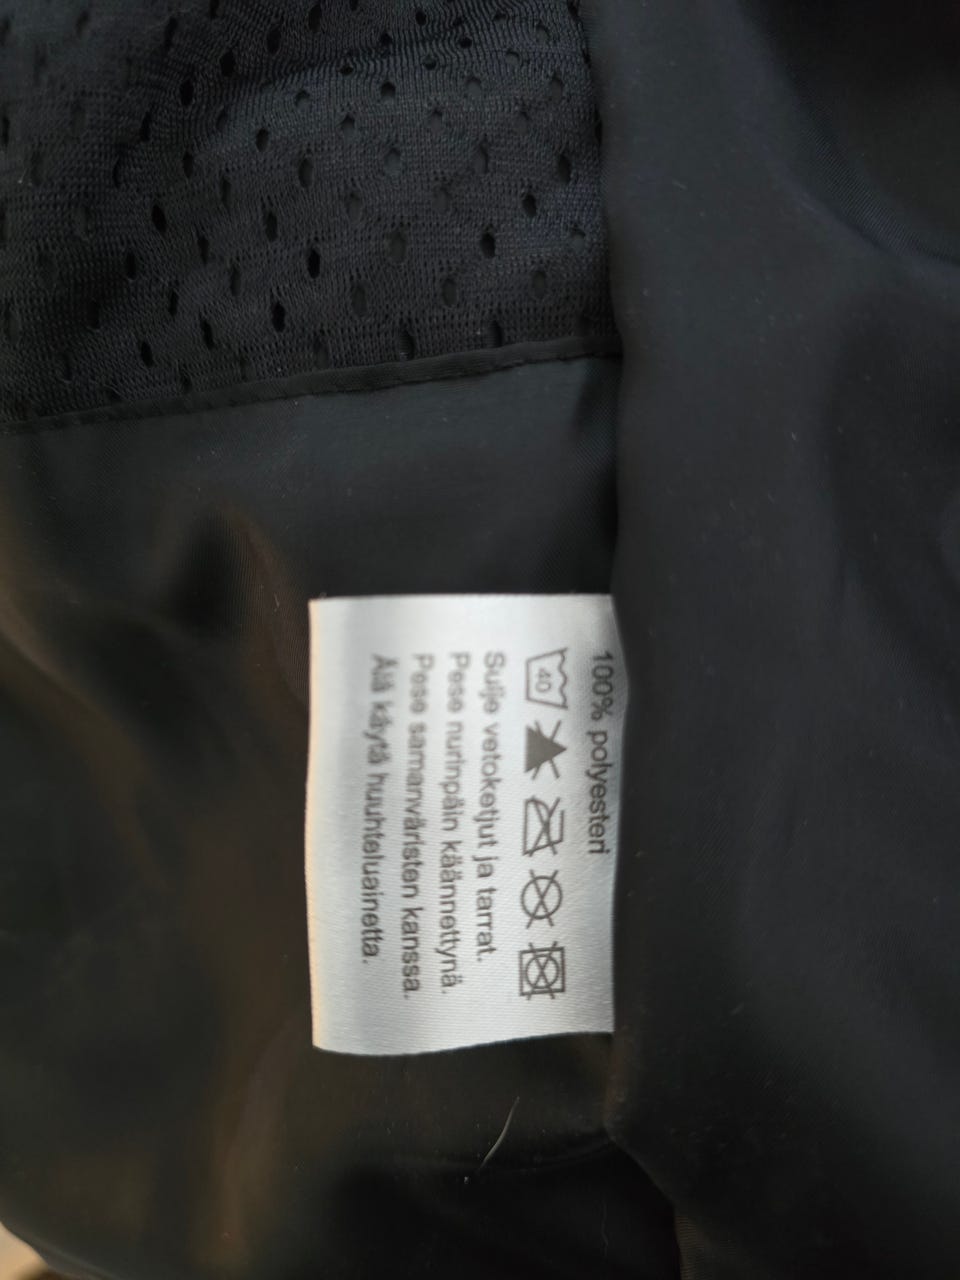 100% polyesteri
40
Sulje vetoketjut ja tarrat.
Pese nurinpäin käännettynä.
Pese samanväristen kanssa.
Älä käytä huuhteluainetta.